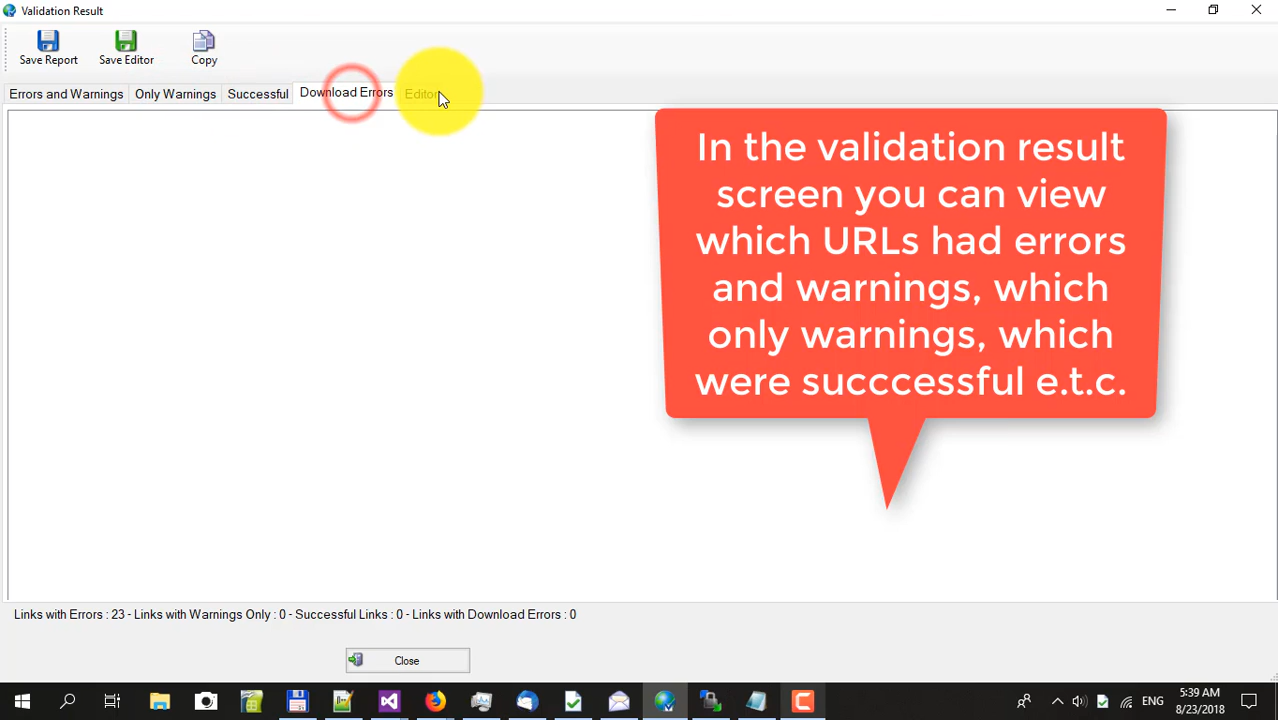 Validation Result
Save Report
Save Editor
Copy
Errors and Warnings
Only Warnings
Successful
Download Errors
Editor
In the validation result
screen you can view
which URLs had errors
and warnings, which
only warnings, which
were succcessful e.t.c.
Links with Errors : 23 - Links with Warnings Only : 0 - Successful Links : 0 - Links with Download Errors : 0
Close
ENG
5:39 AM
8/23/2018